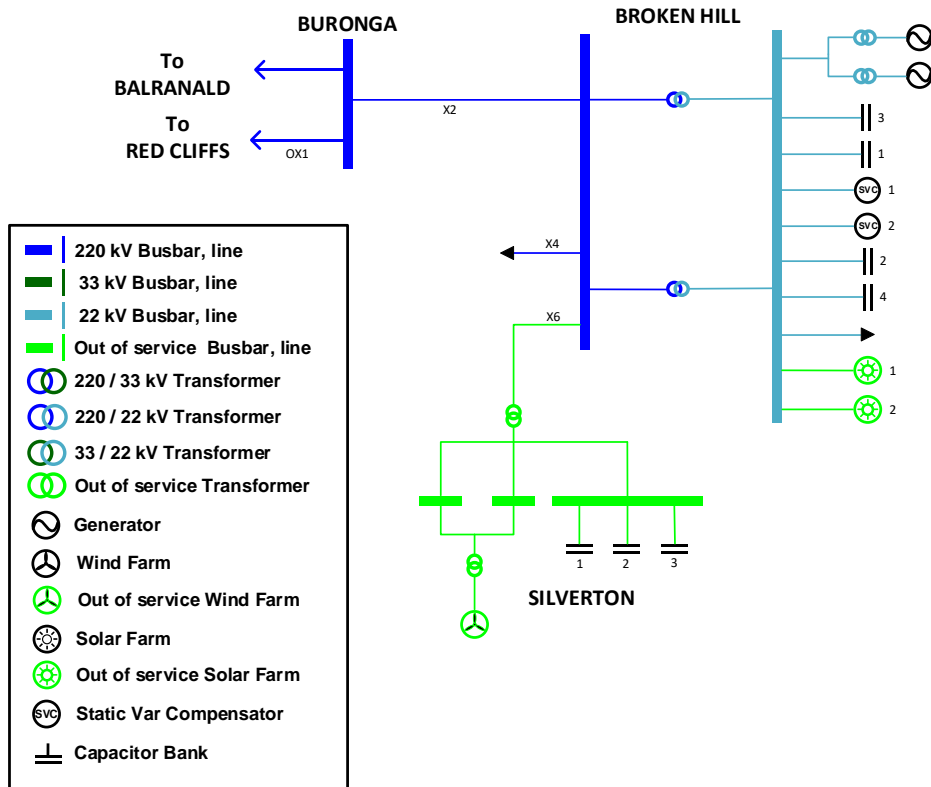 BURONGA
BROKEN HILL
To
BALRANALD
To
RED CLIFFS
OX1
X2
X4
X6
3
1
SVC 1
SVC 2
2
4
1
2
1 2 3
SILVERTON
220 kV Busbar, line
33 kV Busbar, line
22 kV Busbar, line
Out of service Busbar, line
220 / 33 kV Transformer
220 / 22 kV Transformer
33 / 22 kV Transformer
Out of service Transformer
Generator
Wind Farm
Out of service Wind Farm
Solar Farm
Out of service Solar Farm
SVC Static Var Compensator
Capacitor Bank